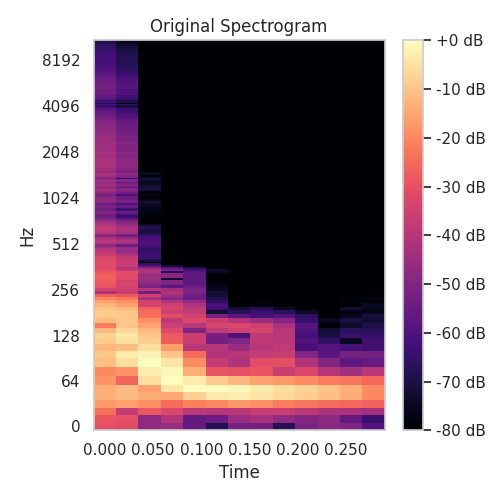 Original Spectrogram
Hz
8192
4096
2048
1024
512
256
128
64
0
0.000 0.050 0.100 0.150 0.200 0.250
Time
+0 dB
-10 dB
-20 dB
-30 dB
-40 dB
-50 dB
-60 dB
-70 dB
-80 dB